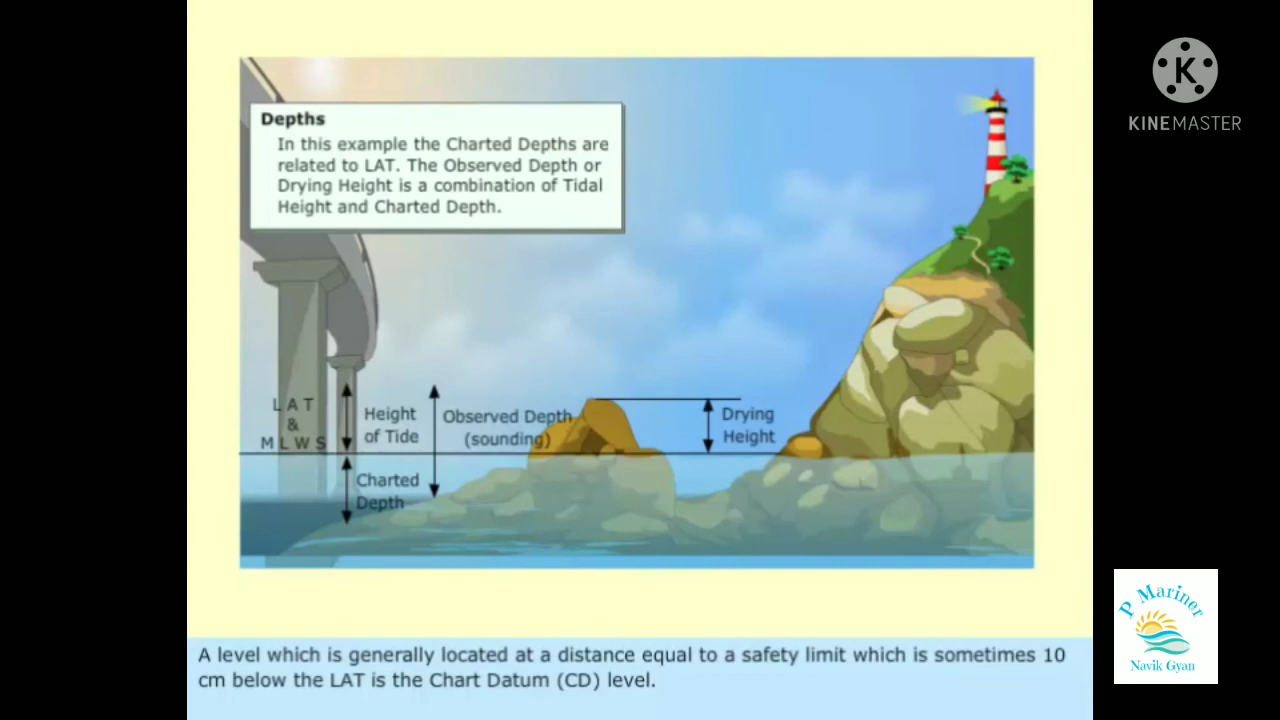 K
KINEMASTER
Depths
In this example the Charted Depths are
related to LAT. The Observed Depth or
Drying Height is a combination of Tidal
Height and Charted Depth.
LAT
&
MLWS
Height
of Tide
Observed Depth
(sounding)
Drying
Height
Charted
Depth
P Mariner
Navik Gyan
A level which is generally located at a distance equal to a safety limit which is sometimes 10
cm below the LAT is the Chart Datum (CD) level.